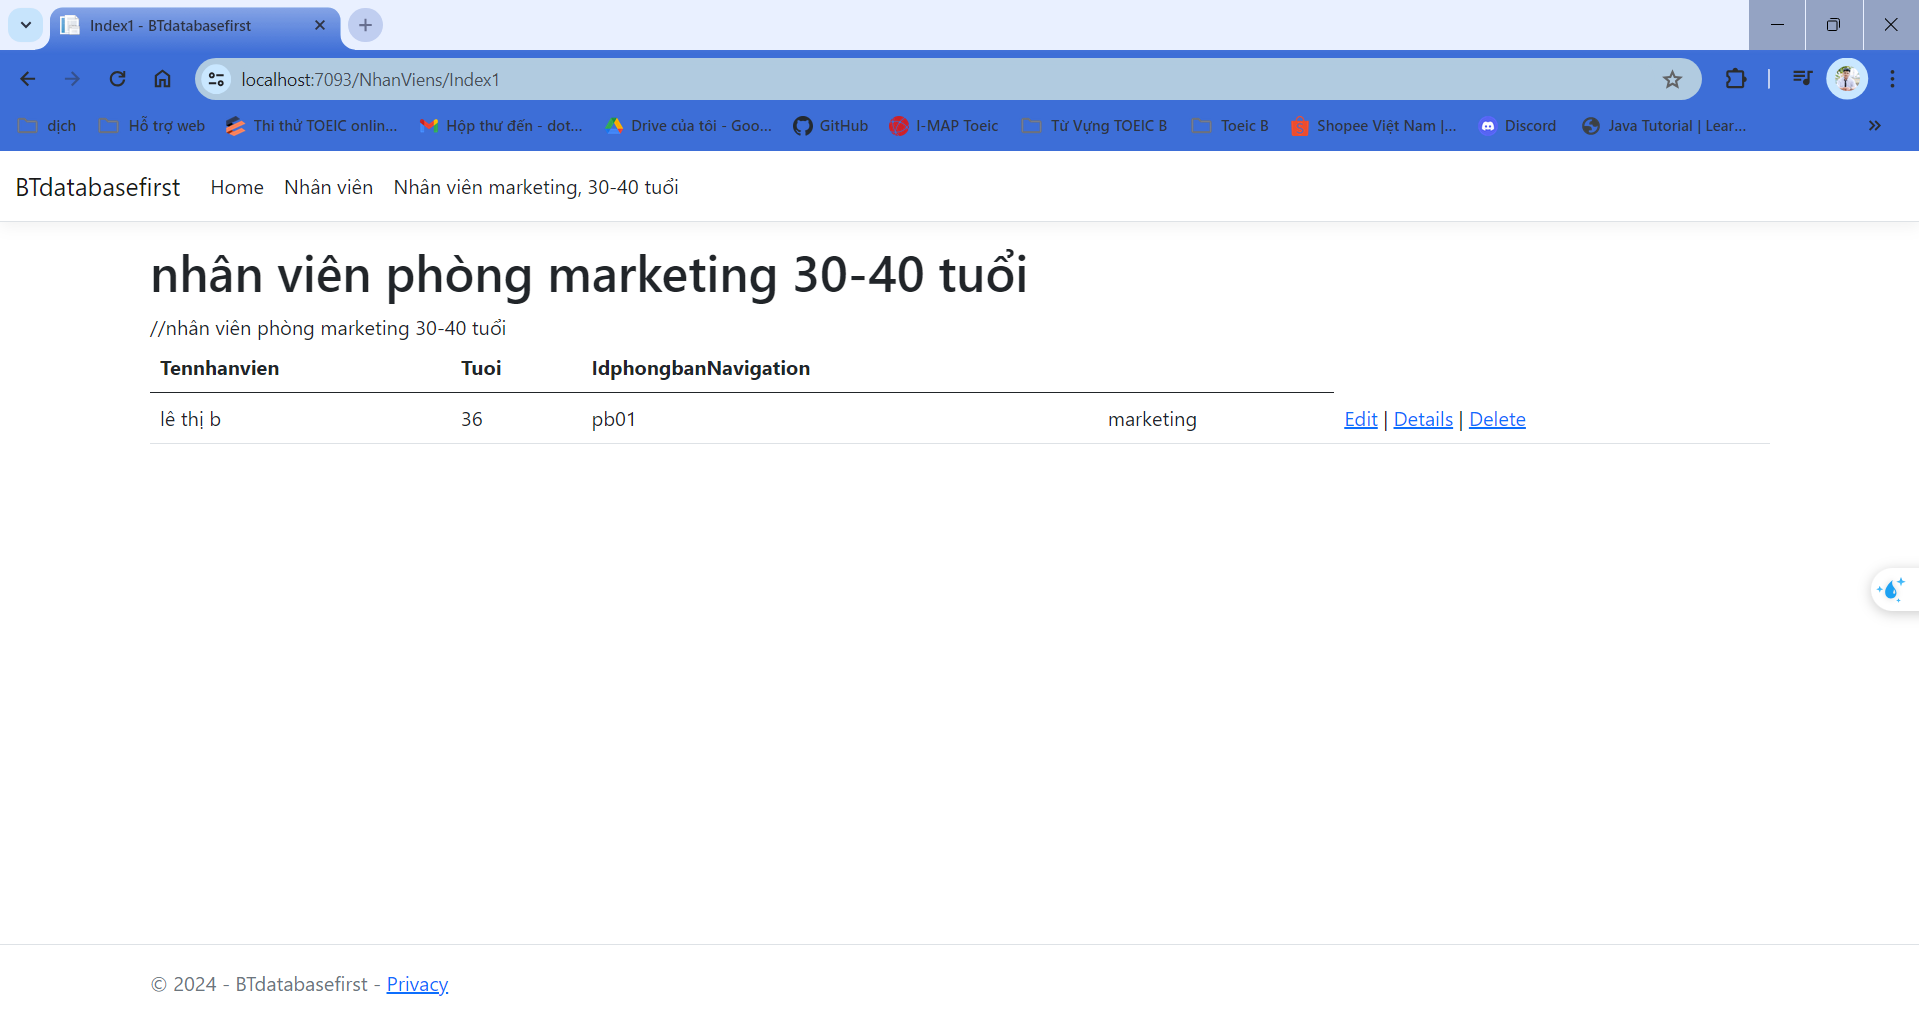 Index1 - BTdatabasefirst
localhost:7093/NhanViens/Index1
dịch Hỗ trợ web Thi thử TOEIC onlin... Hộp thư đến - dot... Drive của tôi - Goo... GitHub I-MAP Toeic Từ Vựng TOEIC B Toeic B Shopee Việt Nam |... Discord Java Tutorial | Lear...
BTdatabasefirst Home Nhân viên Nhân viên marketing, 30-40 tuổi
nhân viên phòng marketing 30-40 tuổi
//nhân viên phòng marketing 30-40 tuổi
Tennhanvien Tuoi IdphongbanNavigation
lê thị b 36 pb01 marketing Edit | Details | Delete
© 2024 - BTdatabasefirst - Privacy